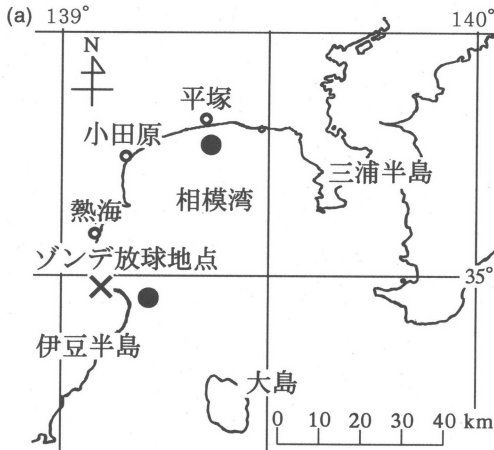 (a) 139° 140°
N
平塚
小田原
三浦半島
相模湾
熱海
ゾンデ放球地点
35°
伊豆半島
大島
0 10 20 30 40 km